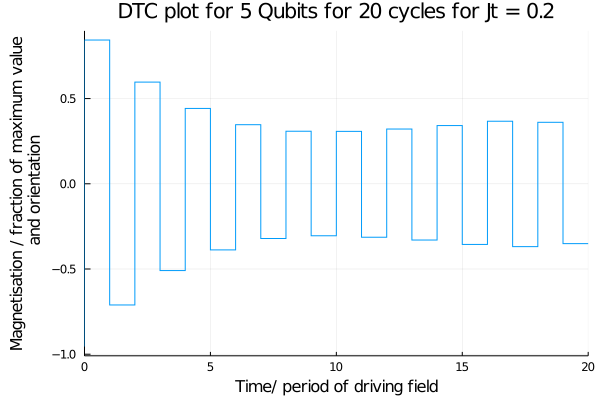 DTC plot for 5 Qubits for 20 cycles for Jt = 0.2
Magnetisation / fraction of maximum value
and orientation
0.5
0.0
−0.5
−1.0
0 5 10 15 20
Time/ period of driving field